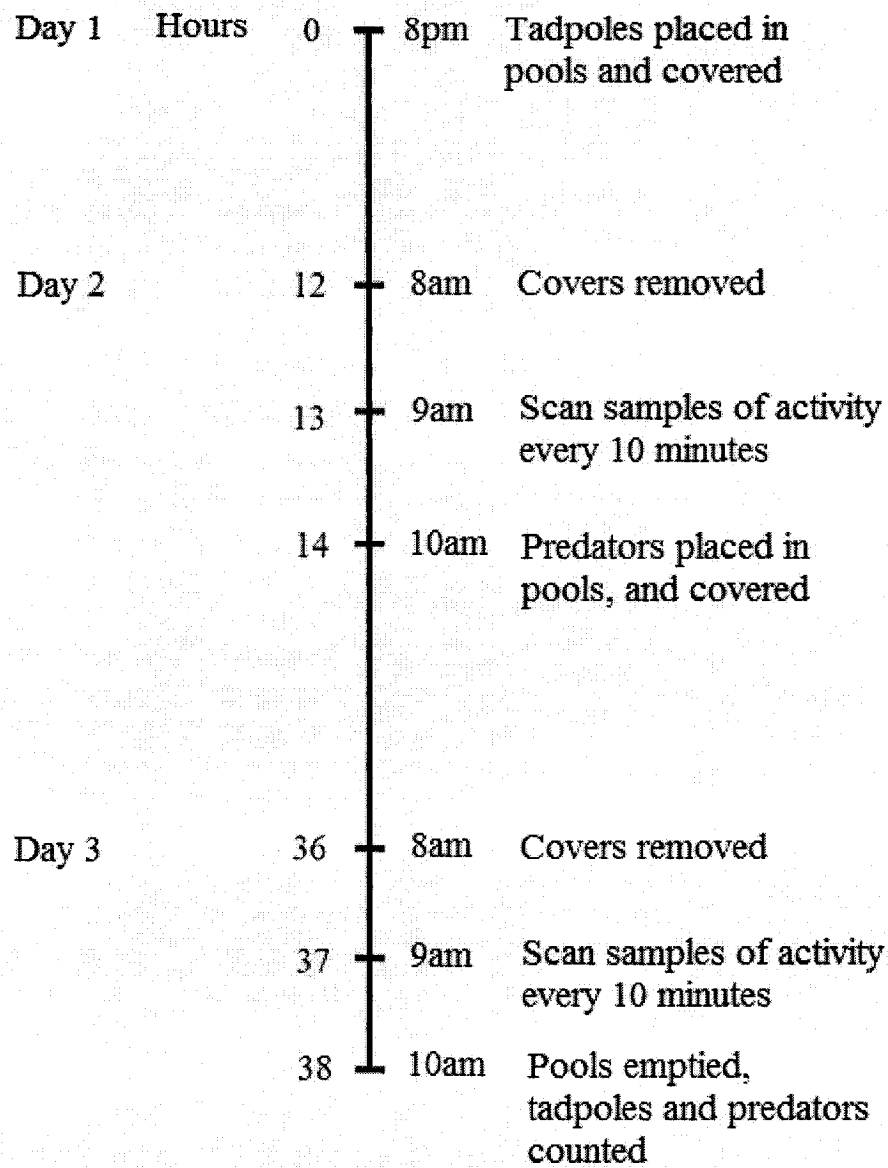 Day 1 Hours 0 8pm Tadpoles placed in
pools and covered
Day 2 12 8am Covers removed
13 9am Scan samples of activity
every 10 minutes
14 10am Predators placed in
pools, and covered
Day 3 36 8am Covers removed
37 9am Scan samples of activity
every 10 minutes
38 10am Pools emptied,
tadpoles and predators
counted